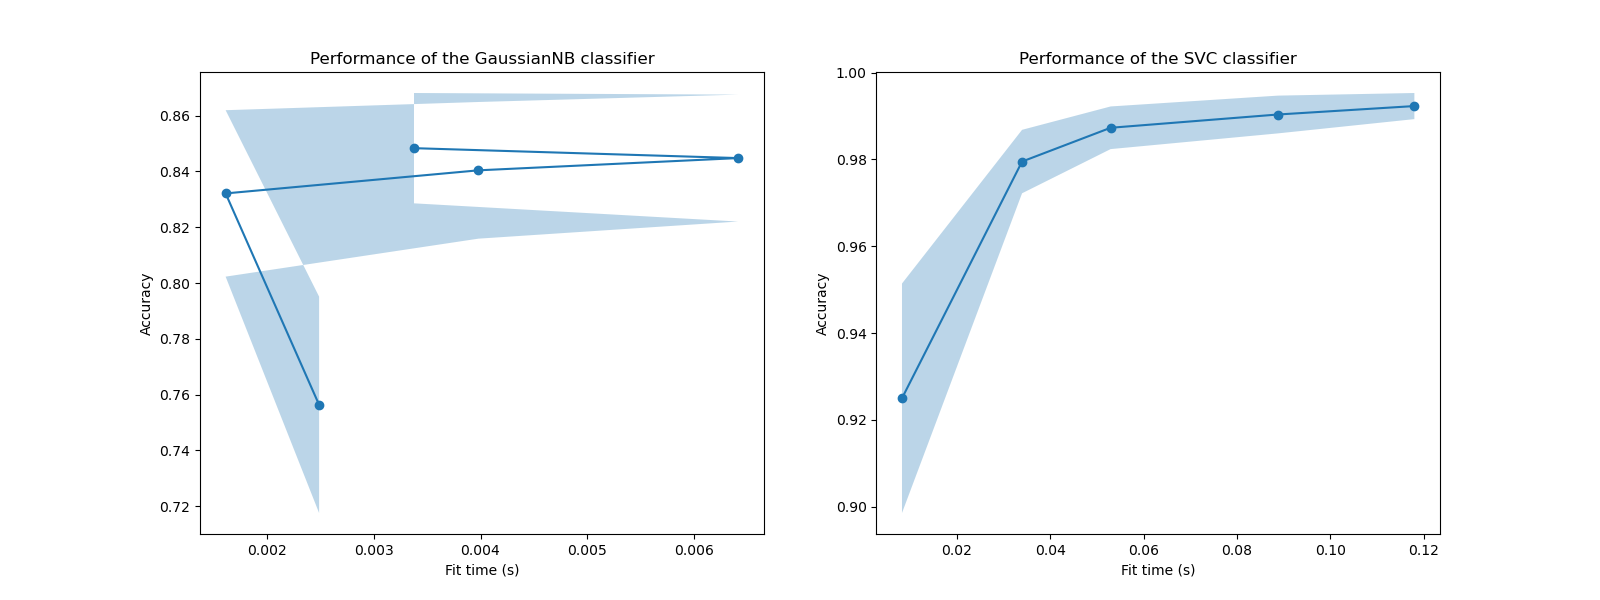 Performance of the GaussianNB classifier
0.86
0.84
0.82
0.80
0.78
0.76
0.74
0.72
Accuracy
0.002 0.003 0.004 0.005 0.006
Fit time (s)
Performance of the SVC classifier
1.00
0.98
0.96
0.94
0.92
0.90
Accuracy
0.02 0.04 0.06 0.08 0.10 0.12
Fit time (s)